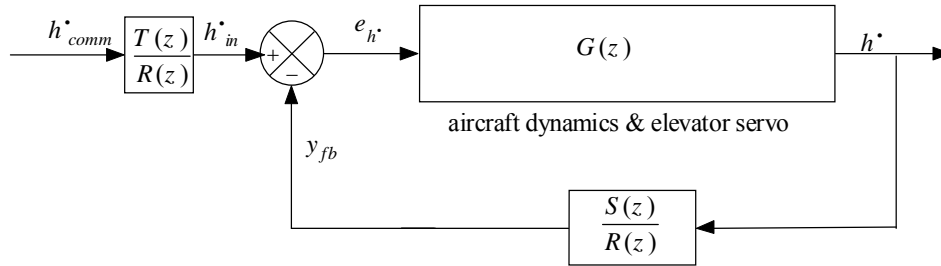 h•comm
T(z)
R(z)
h•in
+
−
eh•
G(z)
h•
aircraft dynamics & elevator servo
yfb
S(z)
R(z)